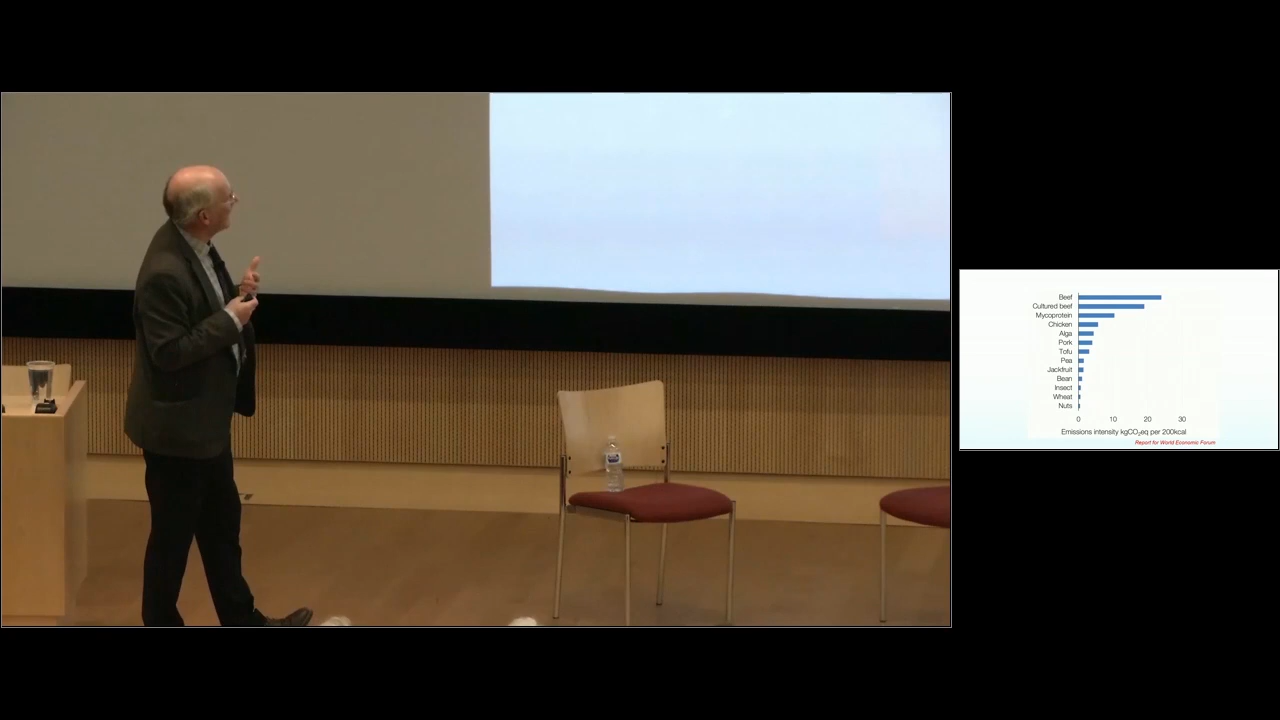 Beef
Cultured beef
Mycoprotein
Chicken
Alga
Pork
Tofu
Pea
Jackfruit
Bean
Insect
Wheat
Nuts
0 10 20 30
Emissions intensity kgCO₂eq per 200kcal
Report for World Economic Forum